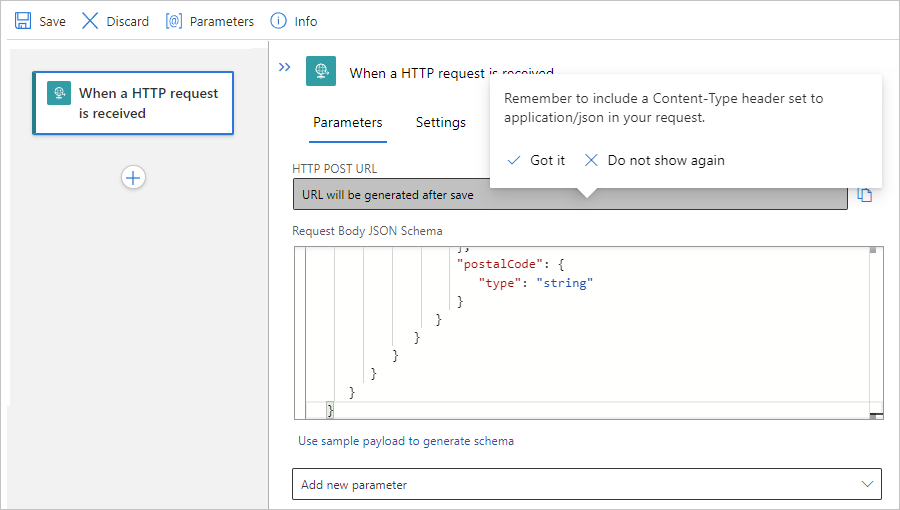 Save Discard Parameters Info
When a HTTP request
is received
When a HTTP request is received
Remember to include a Content-Type header set to
application/json in your request.
Got it Do not show again
Parameters Settings
HTTP POST URL
URL will be generated after save
Request Body JSON Schema
},
"postalCode": {
"type": "string"
}
}
}
}
}
}
}
Use sample payload to generate schema
Add new parameter